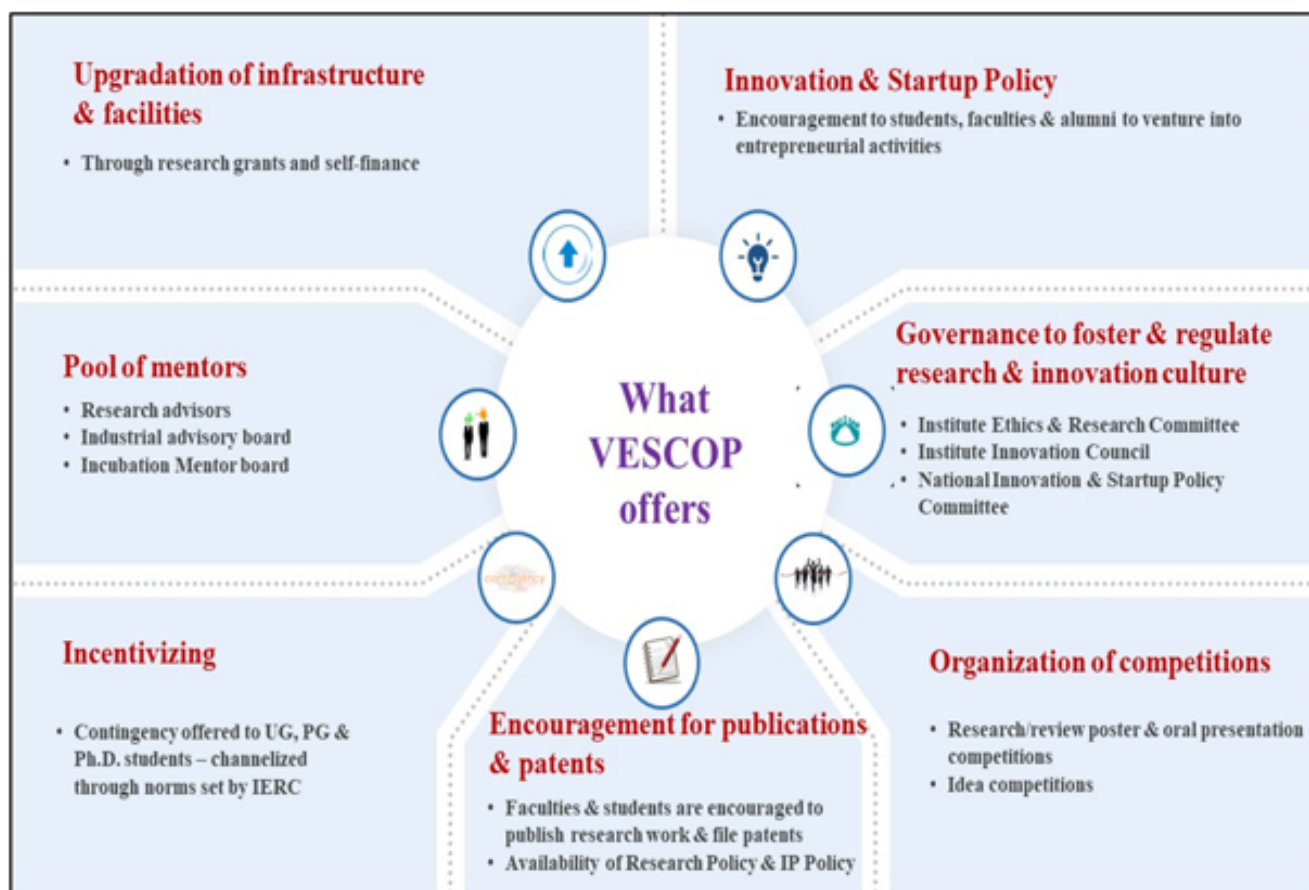 Upgradation of infrastructure
& facilities
• Through research grants and self-finance
Innovation & Startup Policy
• Encouragement to students, faculties & alumni to venture into
entrepreneurial activities
Pool of mentors
• Research advisors
• Industrial advisory board
• Incubation Mentor board
What
VESCOP
offers
Governance to foster & regulate
research & innovation culture
• Institute Ethics & Research Committee
• Institute Innovation Council
• National Innovation & Startup Policy
Committee
contingency
Incentivizing
• Contingency offered to UG, PG &
Ph.D. students – channelized
through norms set by IERC
Encouragement for publications
& patents
• Faculties & students are encouraged to
publish research work & file patents
• Availability of Research Policy & IP Policy
Organization of competitions
• Research/review poster & oral presentation
competitions
• Idea competitions